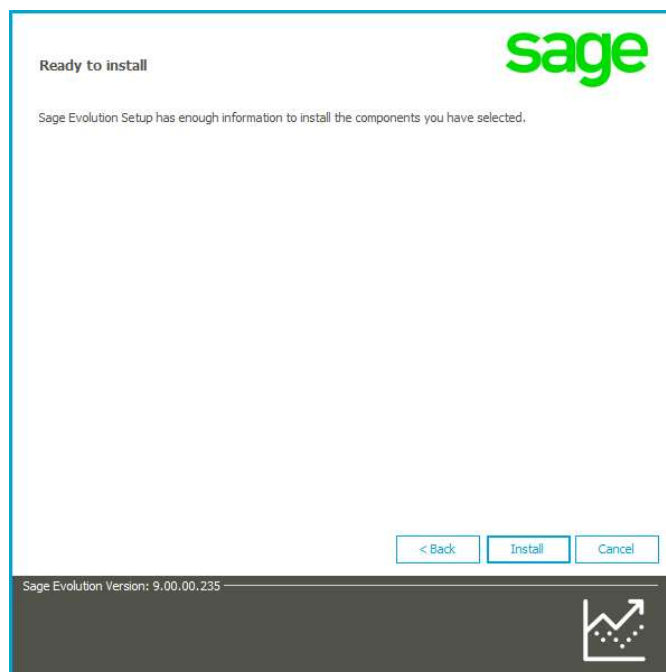 sage
Ready to install
Sage Evolution Setup has enough information to install the components you have selected.
< Back
Install
Cancel
Sage Evolution Version: 9.00.00.235